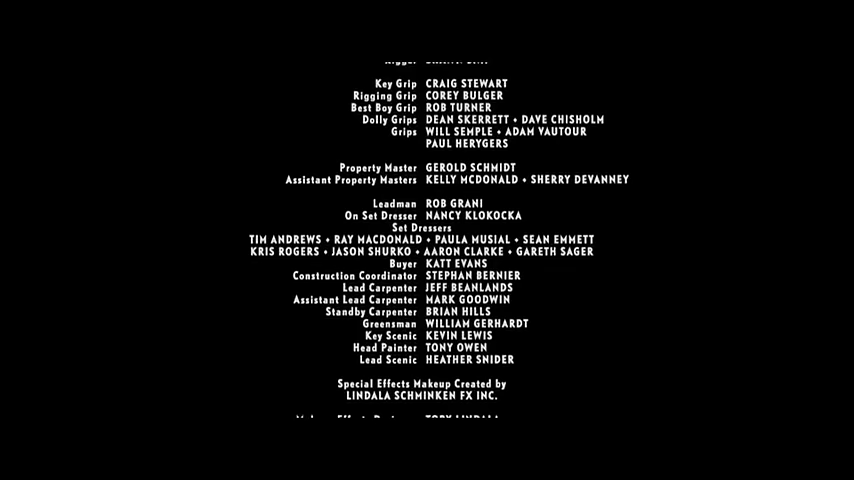 Key Grip CRAIG STEWART
Rigging Grip COREY BULGER
Best Boy Grip ROB TURNER
Dolly Grips DEAN SKERRETT • DAVE CHISHOLM
Grips WILL SEMPLE • ADAM VAUTOUR
PAUL HERYGERS
Property Master GEROLD SCHMIDT
Assistant Property Masters KELLY MCDONALD • SHERRY DEVANNEY
Leadman ROB GRANI
On Set Dresser NANCY KLOKOCKA
Set Dressers
TIM ANDREWS • RAY MACDONALD • PAULA MUSIAL • SEAN EMMETT
KRIS ROGERS • JASON SHURKO • AARON CLARKE • GARETH SAGER
Buyer KATT EVANS
Construction Coordinator STEPHAN BERNIER
Lead Carpenter JEFF BEANLANDS
Assistant Lead Carpenter MARK GOODWIN
Standby Carpenter BRIAN HILLS
Greensman WILLIAM GERHARDT
Key Scenic KEVIN LEWIS
Head Painter TONY OWEN
Lead Scenic HEATHER SNIDER
Special Effects Makeup Created by
LINDALA SCHMINKEN FX INC.
TOBY LINDALA